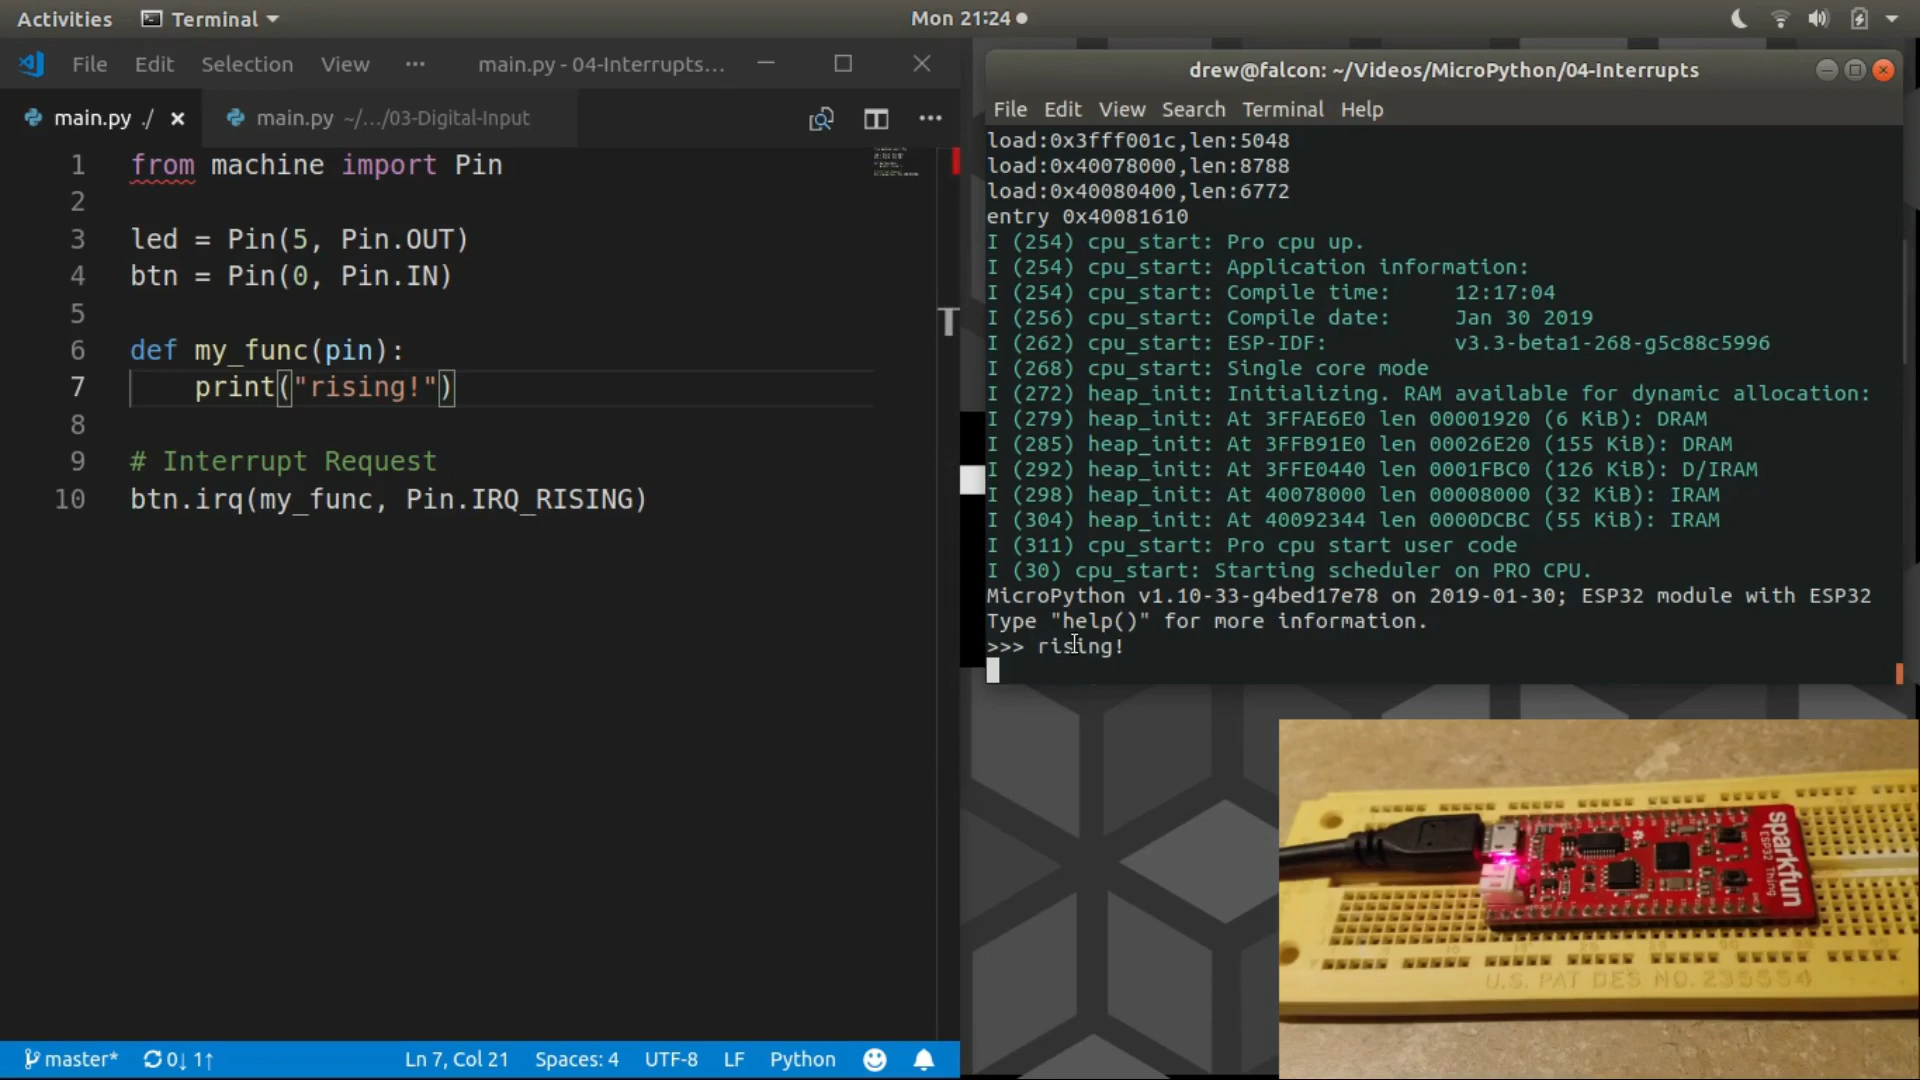 Activities Terminal Mon 21:24
File Edit Selection View ··· main.py - 04-Interrupts...
main.py ./ main.py ~/.../03-Digital-Input
1 from machine import Pin
2
3 led = Pin(5, Pin.OUT)
4 btn = Pin(0, Pin.IN)
5
6 def my_func(pin):
7 print("rising!")
8
9 # Interrupt Request
10 btn.irq(my_func, Pin.IRQ_RISING)
master* 0↓ 1↑ Ln 7, Col 21 Spaces: 4 UTF-8 LF Python
T
drew@falcon: ~/Videos/MicroPython/04-Interrupts
File Edit View Search Terminal Help
load:0x3fff001c,len:5048
load:0x40078000,len:8788
load:0x40080400,len:6772
entry 0x40081610
I (254) cpu_start: Pro cpu up.
I (254) cpu_start: Application information:
I (254) cpu_start: Compile time: 12:17:04
I (256) cpu_start: Compile date: Jan 30 2019
I (262) cpu_start: ESP-IDF: v3.3-beta1-268-g5c88c5996
I (268) cpu_start: Single core mode
I (272) heap_init: Initializing. RAM available for dynamic allocation:
I (279) heap_init: At 3FFAE6E0 len 00001920 (6 KiB): DRAM
I (285) heap_init: At 3FFB91E0 len 00026E20 (155 KiB): DRAM
I (292) heap_init: At 3FFE0440 len 0001FBC0 (126 KiB): D/IRAM
I (298) heap_init: At 40078000 len 00008000 (32 KiB): IRAM
I (304) heap_init: At 40092344 len 0000DCBC (55 KiB): IRAM
I (311) cpu_start: Pro cpu start user code
I (30) cpu_start: Starting scheduler on PRO CPU.
MicroPython v1.10-33-g4bed17e78 on 2019-01-30; ESP32 module with ESP32
Type "help()" for more information.
>>> rising!
sparkfun
ESP32 Thing
U.S. PAT DES NO. 235554